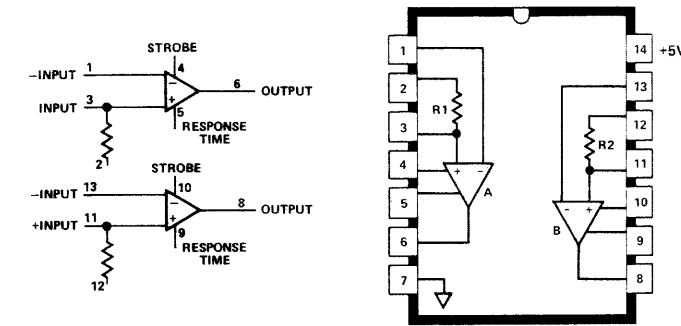 STROBE
-INPUT 1 4 6 OUTPUT
−
+
INPUT 3 5
RESPONSE
TIME
2
STROBE
-INPUT 13 10 8 OUTPUT
−
+
+INPUT 11 9
RESPONSE
TIME
12
1 14 +5V
2 13
R1
3 12
R2
4 11
+ − A
5 10
− + B
6 9
7 8